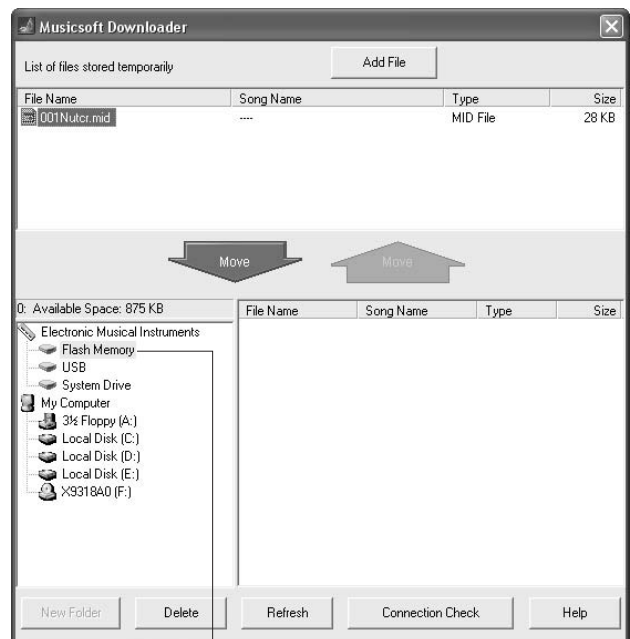 Musicsoft Downloader
List of files stored temporarily
Add File
File Name Song Name Type Size
001Nutcr.mid ---- MID File 28 KB
Move Move
0: Available Space: 875 KB
Electronic Musical Instruments
Flash Memory
USB
System Drive
My Computer
3½ Floppy (A:)
Local Disk (C:)
Local Disk (D:)
Local Disk (E:)
X9318A0 (F:)
File Name Song Name Type Size
New Folder Delete Refresh Connection Check Help